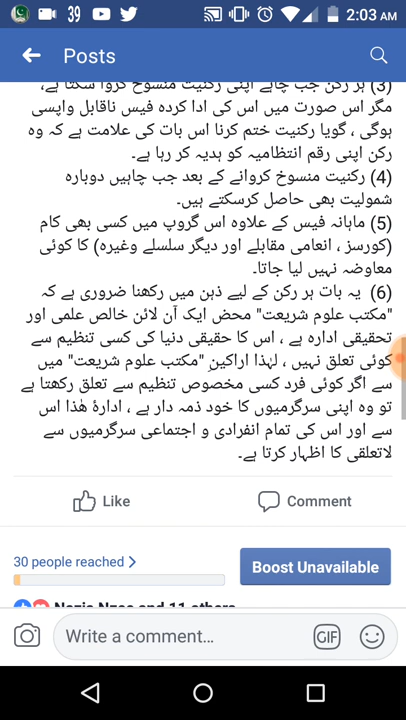 39
2:03 AM
Posts
(3) ہر رکن جب چاہے اپنی رکنیت منسوخ کروا سکتا ہے،
مگر اس صورت میں اس کی ادا کردہ فیس ناقابل واپسی
ہوگی ، گویا رکنیت ختم کرنا اس بات کی علامت ہے کہ وہ
رکن اپنی رقم انتظامیہ کو ہدیہ کر رہا ہے۔
(4) رکنیت منسوخ کروانے کے بعد جب چاہیں دوبارہ
شمولیت بھی حاصل کرسکتے ہیں۔
(5) ماہانہ فیس کے علاوہ اس گروپ میں کسی بھی کام
(کورسز ، انعامی مقابلے اور دیگر سلسلے وغیرہ) کا کوئی
معاوضہ نہیں لیا جاتا۔
(6) یہ بات ہر رکن کے لیے ذہن میں رکھنا ضروری ہے کہ
"مکتب علوم شریعت" محض ایک آن لائن خالص علمی اور
تحقیقی ادارہ ہے ، اس کا حقیقی دنیا کی کسی تنظیم سے
کوئی تعلق نہیں ، لہٰذا اراکینِ "مکتب علوم شریعت" میں
سے اگر کوئی فرد کسی مخصوص تنظیم سے تعلق رکھتا ہے
تو وہ اپنی سرگرمیوں کا خود ذمہ دار ہے ، ادارۂ ھٰذا اس
سے اور اس کی تمام انفرادی و اجتماعی سرگرمیوں سے
لاتعلقی کا اظہار کرتا ہے۔
Like
Comment
30 people reached
Boost Unavailable
Nazia Nzee and 11 others
Write a comment...
GIF